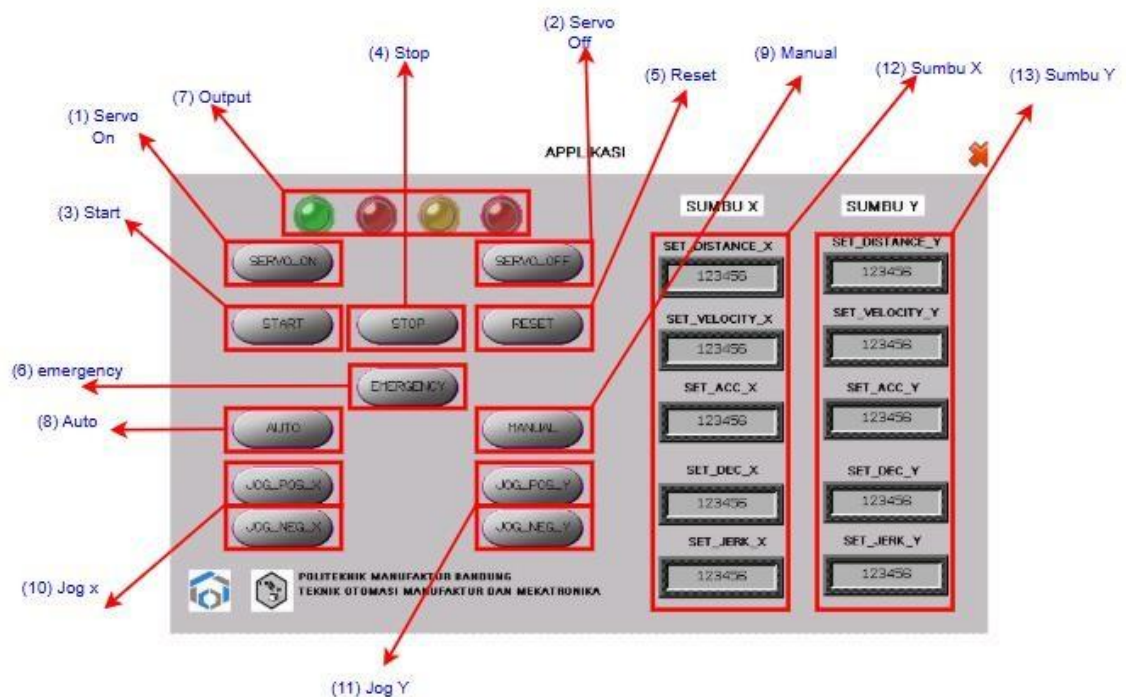 (2) Servo
Off
(4) Stop
(9) Manual
(12) Sumbu X
(13) Sumbu Y
(5) Reset
(7) Output
(1) Servo
On
APPLIKASI
(3) Start
SUMBU X
SUMBU Y
SERVO_ON
SERVO_OFF
SET_DISTANCE_X
123456
SET_DISTANCE_Y
123456
START
STOP
RESET
SET_VELOCITY_X
123456
SET_VELOCITY_Y
123456
(6) emergency
EMERGENCY
SET_ACC_X
123456
SET_ACC_Y
123456
(8) Auto
AUTO
MANUAL
JOG_POS_X
JOG_POS_Y
SET_DEC_X
123456
SET_DEC_Y
123456
JOG_NEG_X
JOG_NEG_Y
SET_JERK_X
123456
SET_JERK_Y
123456
(10) Jog x
POLITEKNIK MANUFAKTUR BANDUNG
TEKNIK OTOMASI MANUFAKTUR DAN MEKATRONIKA
(11) Jog Y